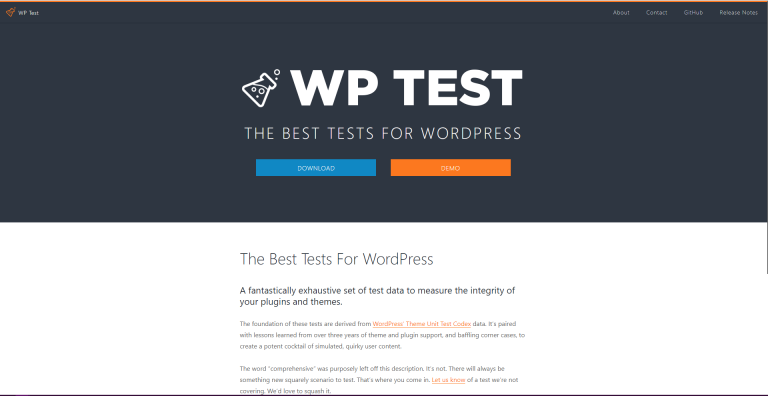 WP Test
About Contact GitHub Release Notes
WP TEST
THE BEST TESTS FOR WORDPRESS
DOWNLOAD DEMO
The Best Tests For WordPress
A fantastically exhaustive set of test data to measure the integrity of
your plugins and themes.
The foundation of these tests are derived from WordPress' Theme Unit Test Codex data. It's paired
with lessons learned from over three years of theme and plugin support, and baffling corner cases, to
create a potent cocktail of simulated, quirky user content.
The word "comprehensive" was purposely left off this description. It's not. There will always be
something new squarely scenario to test. That's where you come in. Let us know of a test we're not
covering. We'd love to squash it.